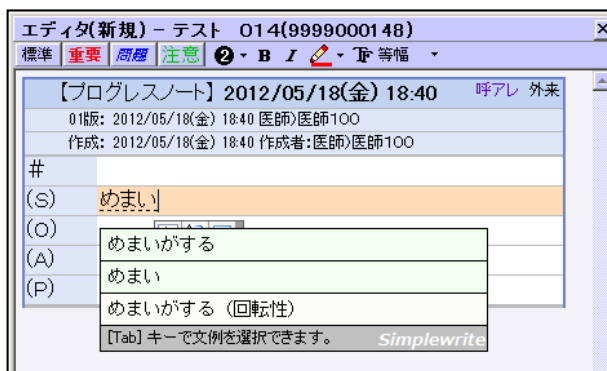 エディタ(新規) - テスト 014(9999000148)
標準 重要 問題 注意 ❷ B I Tr 等幅
【プログレスノート】 2012/05/18(金) 18:40 呼アレ 外来
01版: 2012/05/18(金) 18:40 医師)医師100
作成: 2012/05/18(金) 18:40 作成者:医師)医師100
#
(S) めまい
(O)
(A)
(P)
めまいがする
めまい
めまいがする (回転性)
[Tab] キーで文例を選択できます。 Simplewrite